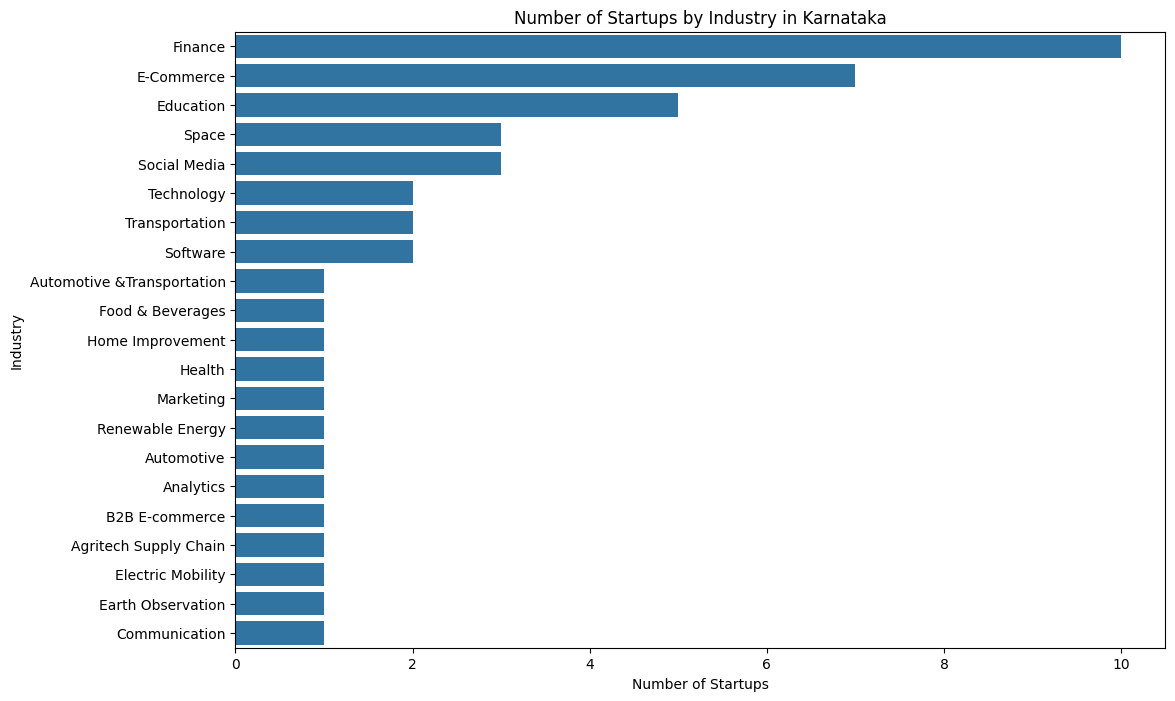 Number of Startups by Industry in Karnataka
Industry
Finance
E-Commerce
Education
Space
Social Media
Technology
Transportation
Software
Automotive &Transportation
Food & Beverages
Home Improvement
Health
Marketing
Renewable Energy
Automotive
Analytics
B2B E-commerce
Agritech Supply Chain
Electric Mobility
Earth Observation
Communication
0 2 4 6 8 10
Number of Startups